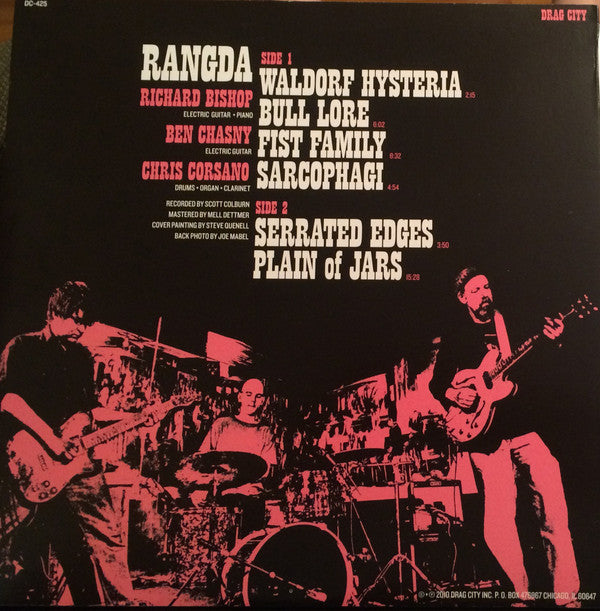 DC-425
DRAG CITY
RANGDA
RICHARD BISHOP
ELECTRIC GUITAR • PIANO
BEN CHASNY
ELECTRIC GUITAR
CHRIS CORSANO
DRUMS • ORGAN • CLARINET
RECORDED BY SCOTT COLBURN
MASTERED BY MELL DETTMER
COVER PAINTING BY STEVE QUENELL
BACK PHOTO BY JOE MABEL
SIDE 1
WALDORF HYSTERIA 2:15
BULL LORE 6:02
FIST FAMILY 6:32
SARCOPHAGI 4:54
SIDE 2
SERRATED EDGES 3:50
PLAIN of JARS 15:28
℗ • © 2010 DRAG CITY INC. P. O. BOX 476867 CHICAGO, IL 60647